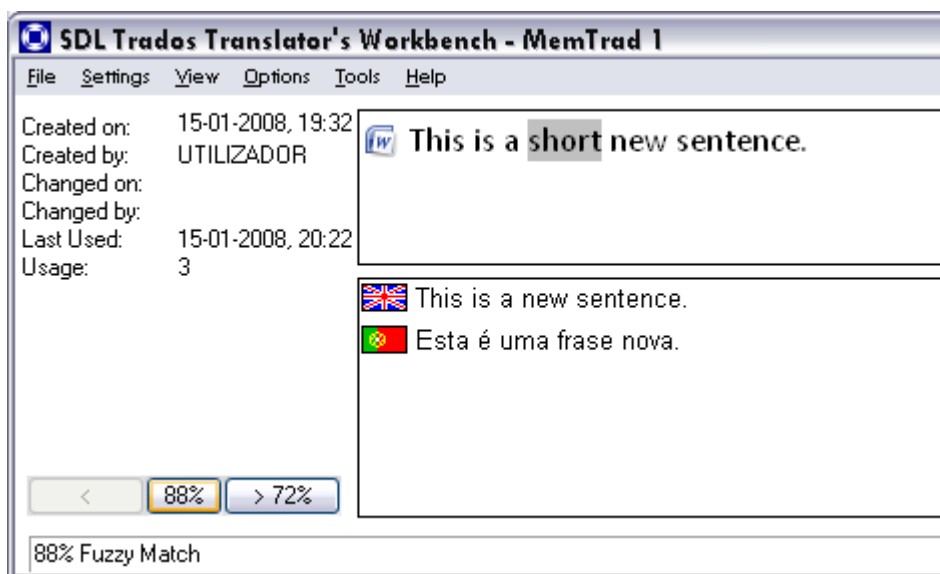 SDL Trados Translator's Workbench - MemTrad 1
File Settings View Options Tools Help
Created on: 15-01-2008, 19:32
Created by: UTILIZADOR
Changed on:
Changed by:
Last Used: 15-01-2008, 20:22
Usage: 3
This is a short new sentence.
This is a new sentence.
Esta é uma frase nova.
< 88% > 72%
88% Fuzzy Match